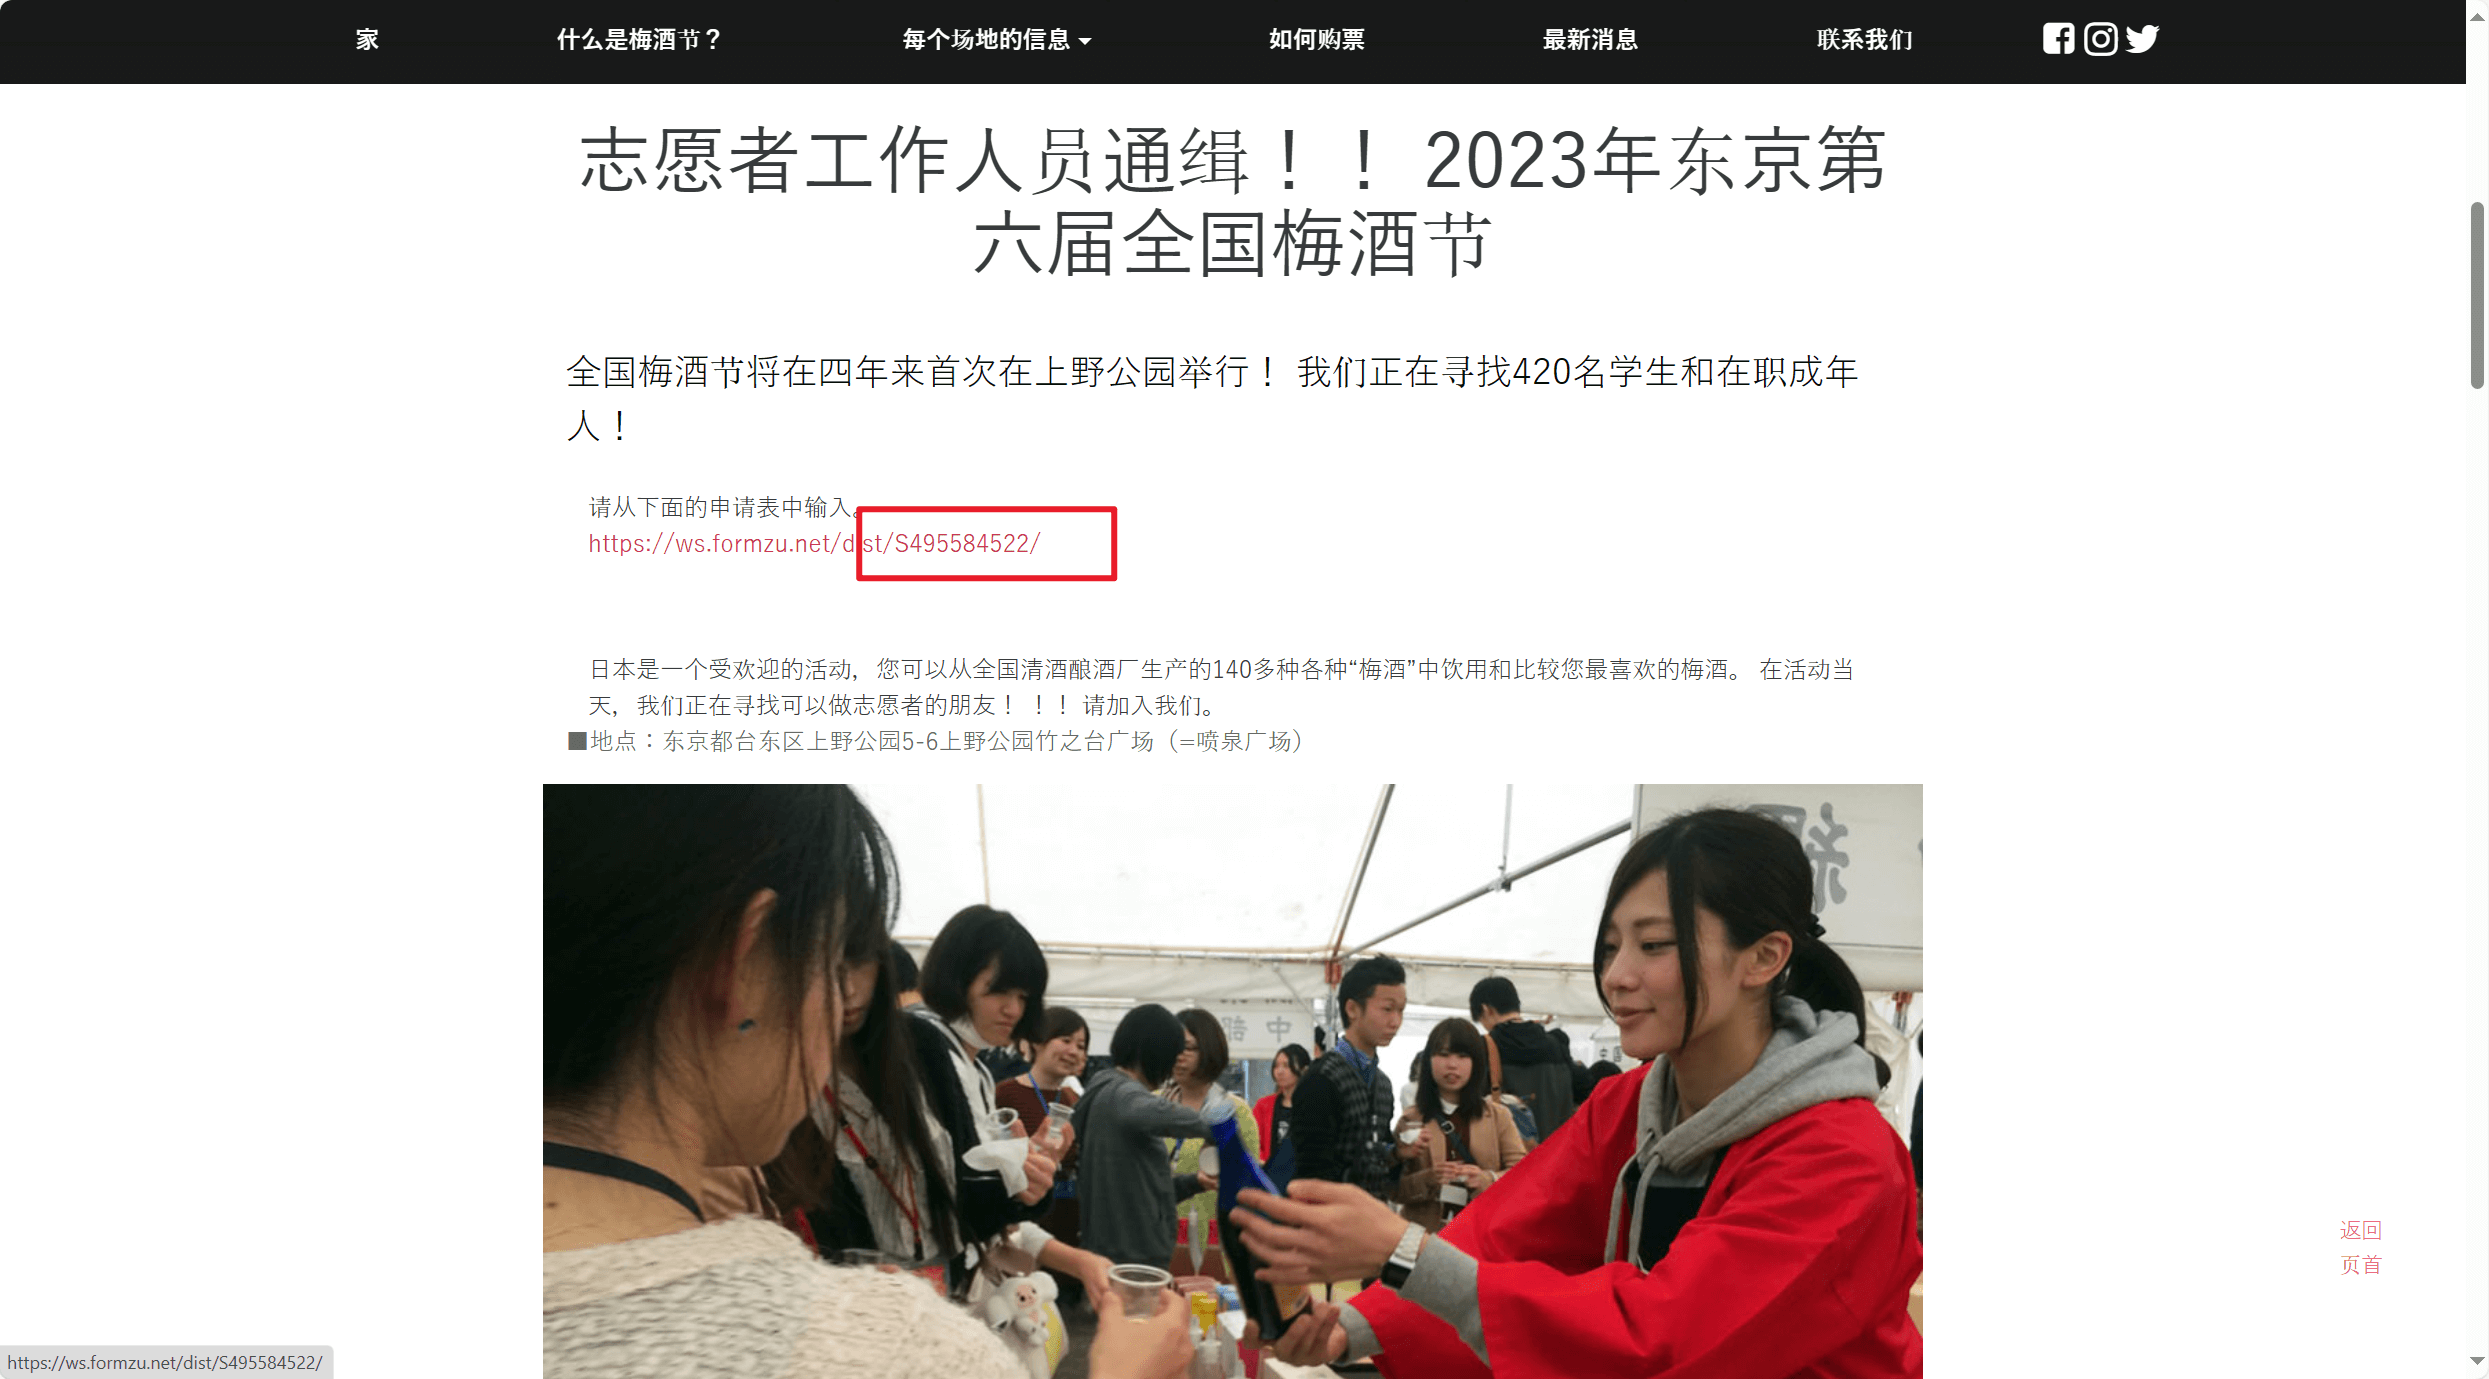 家 什么是梅酒节？ 每个场地的信息 如何购票 最新消息 联系我们
志愿者工作人员通缉！！ 2023年东京第
六届全国梅酒节
全国梅酒节将在四年来首次在上野公园举行！ 我们正在寻找420名学生和在职成年
人！
请从下面的申请表中输入。
https://ws.formzu.net/dist/S495584522/
日本是一个受欢迎的活动，您可以从全国清酒酿酒厂生产的140多种各种“梅酒”中饮用和比较您最喜欢的梅酒。 在活动当
天，我们正在寻找可以做志愿者的朋友！！！ 请加入我们。
■地点：东京都台东区上野公园5-6上野公园竹之台广场（=喷泉广场）
中
返回
页首
https://ws.formzu.net/dist/S495584522/